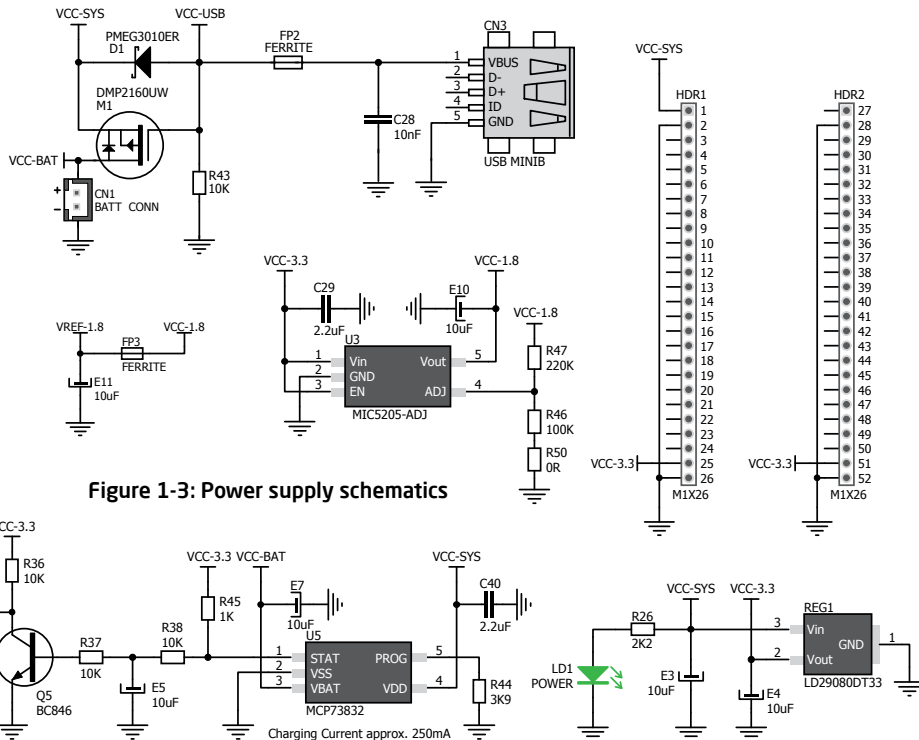 VCC-SYS
VCC-USB
PMEG3010ER
D1
DMP2160UW
M1
VCC-BAT
+
-
CN1
BATT CONN
R43
10K
FP2
FERRITE
C28
10nF
CN3
1
2
3
4
5
VBUS
D-
D+
ID
GND
USB MINIB
VCC-SYS
HDR1
1
2
3
4
5
6
7
8
9
10
11
12
13
14
15
16
17
18
19
20
21
22
23
24
25
26
VCC-3.3
M1X26
HDR2
27
28
29
30
31
32
33
34
35
36
37
38
39
40
41
42
43
44
45
46
47
48
49
50
51
52
VCC-3.3
M1X26
VREF-1.8
VCC-1.8
FP3
FERRITE
E11
10uF
VCC-3.3
C29
2.2uF
E10
10uF
VCC-1.8
U3
1 Vin
2 GND
3 EN
Vout 5
ADJ 4
MIC5205-ADJ
VCC-1.8
R47
220K
R46
100K
R50
0R
Figure 1-3: Power supply schematics
VCC-3.3
R36
10K
Q5
BC846
R37
10K
E5
10uF
R38
10K
VCC-3.3
R45
1K
VCC-BAT
E7
10uF
U5
1 STAT
2 VSS
3 VBAT
PROG 5
VDD 4
MCP73832
VCC-SYS
C40
2.2uF
R44
3K9
Charging Current approx. 250mA
LD1
POWER
R26
2K2
VCC-SYS
E3
10uF
VCC-3.3
E4
10uF
REG1
3 Vin
2 Vout
GND 1
LD29080DT33